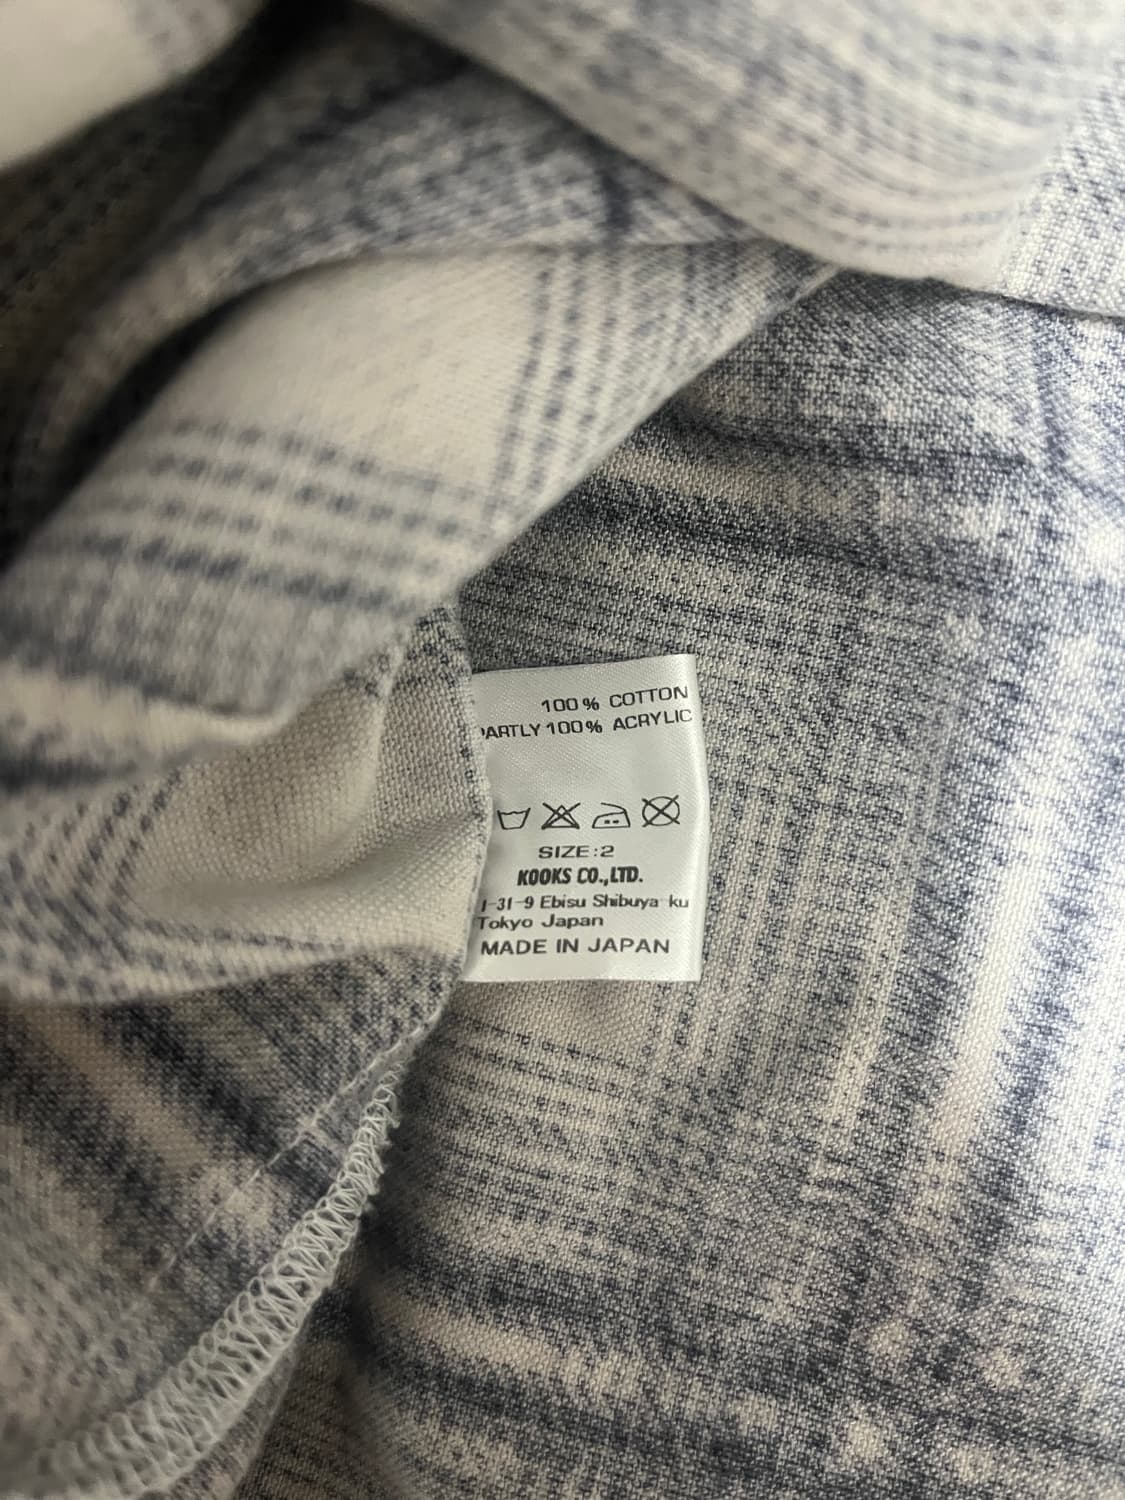 100% COTTON
PARTLY 100% ACRYLIC
SIZE:2
KOOKS CO.,LTD.
1-31-9 Ebisu Shibuya ku
Tokyo Japan
MADE IN JAPAN